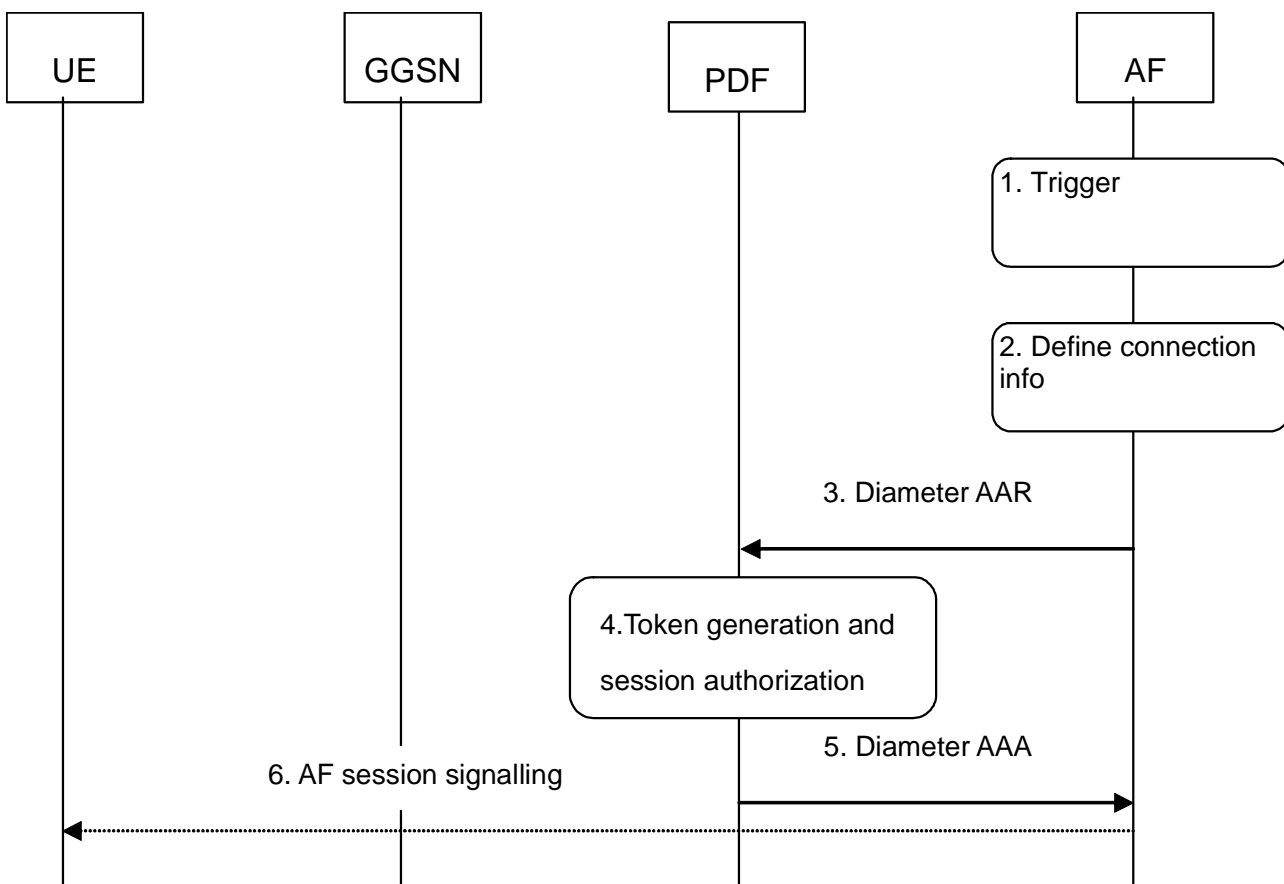 UE
GGSN
PDF
AF
1. Trigger
2. Define connection
info
3. Diameter AAR
4.Token generation and
session authorization
5. Diameter AAA
6. AF session signalling